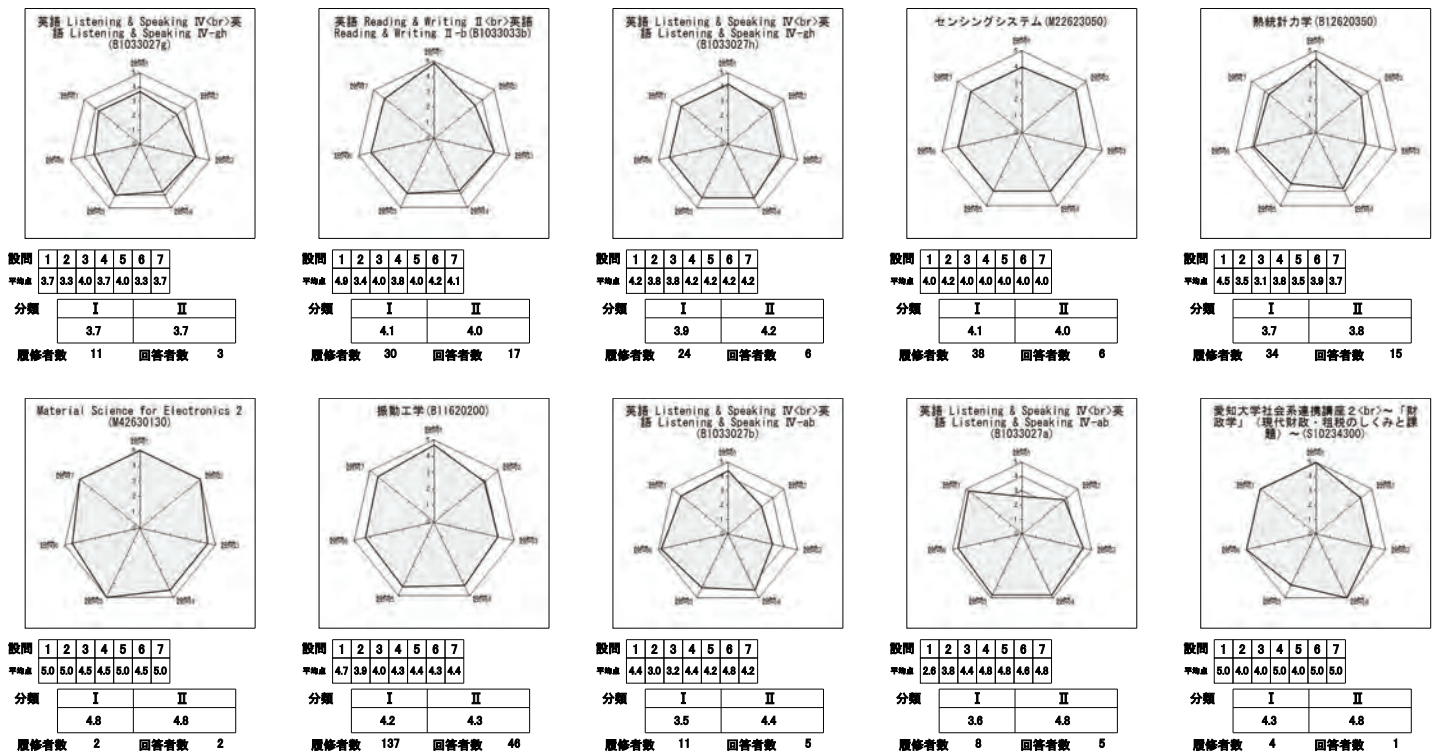 英語 Listening & Speaking Ⅳ<br>英
語 Listening & Speaking Ⅳ-gh
(B1033027g)
設問 1 2 3 4 5 6 7
平均点 3.7 3.3 4.0 3.7 4.0 3.3 3.7
分類 Ⅰ Ⅱ
3.7 3.7
履修者数 11 回答者数 3
英語 Reading & Writing Ⅱ<br>英語
Reading & Writing Ⅱ-b(B1033033b)
設問 1 2 3 4 5 6 7
平均点 4.9 3.4 4.0 3.8 4.0 4.2 4.1
分類 Ⅰ Ⅱ
4.1 4.0
履修者数 30 回答者数 17
英語 Listening & Speaking Ⅳ<br>英
語 Listening & Speaking Ⅳ-gh
(B1033027h)
設問 1 2 3 4 5 6 7
平均点 4.2 3.8 3.8 4.2 4.2 4.2 4.2
分類 Ⅰ Ⅱ
3.9 4.2
履修者数 24 回答者数 6
センシングシステム(M22623050)
設問 1 2 3 4 5 6 7
平均点 4.0 4.2 4.0 4.0 4.0 4.0 4.0
分類 Ⅰ Ⅱ
4.1 4.0
履修者数 38 回答者数 6
熱統計力学(B12620350)
設問 1 2 3 4 5 6 7
平均点 4.5 3.5 3.1 3.8 3.5 3.9 3.7
分類 Ⅰ Ⅱ
3.7 3.8
履修者数 34 回答者数 15
Material Science for Electronics 2
(M42630130)
設問 1 2 3 4 5 6 7
平均点 5.0 5.0 4.5 4.5 5.0 4.5 5.0
分類 Ⅰ Ⅱ
4.8 4.8
履修者数 2 回答者数 2
振動工学(B11620200)
設問 1 2 3 4 5 6 7
平均点 4.7 3.9 4.0 4.3 4.4 4.3 4.4
分類 Ⅰ Ⅱ
4.2 4.3
履修者数 137 回答者数 46
英語 Listening & Speaking Ⅳ<br>英
語 Listening & Speaking Ⅳ-ab
(B1033027b)
設問 1 2 3 4 5 6 7
平均点 4.4 3.0 3.2 4.4 4.2 4.8 4.2
分類 Ⅰ Ⅱ
3.5 4.4
履修者数 11 回答者数 5
英語 Listening & Speaking Ⅳ<br>英
語 Listening & Speaking Ⅳ-ab
(B1033027a)
設問 1 2 3 4 5 6 7
平均点 2.6 3.8 4.4 4.8 4.8 4.6 4.8
分類 Ⅰ Ⅱ
3.6 4.8
履修者数 8 回答者数 5
愛知大学社会系連携講座2<br>～「財
政学」(現代財政・租税のしくみと課
題)～(S10234300)
設問 1 2 3 4 5 6 7
平均点 5.0 4.0 4.0 5.0 4.0 5.0 5.0
分類 Ⅰ Ⅱ
4.3 4.8
履修者数 4 回答者数 1